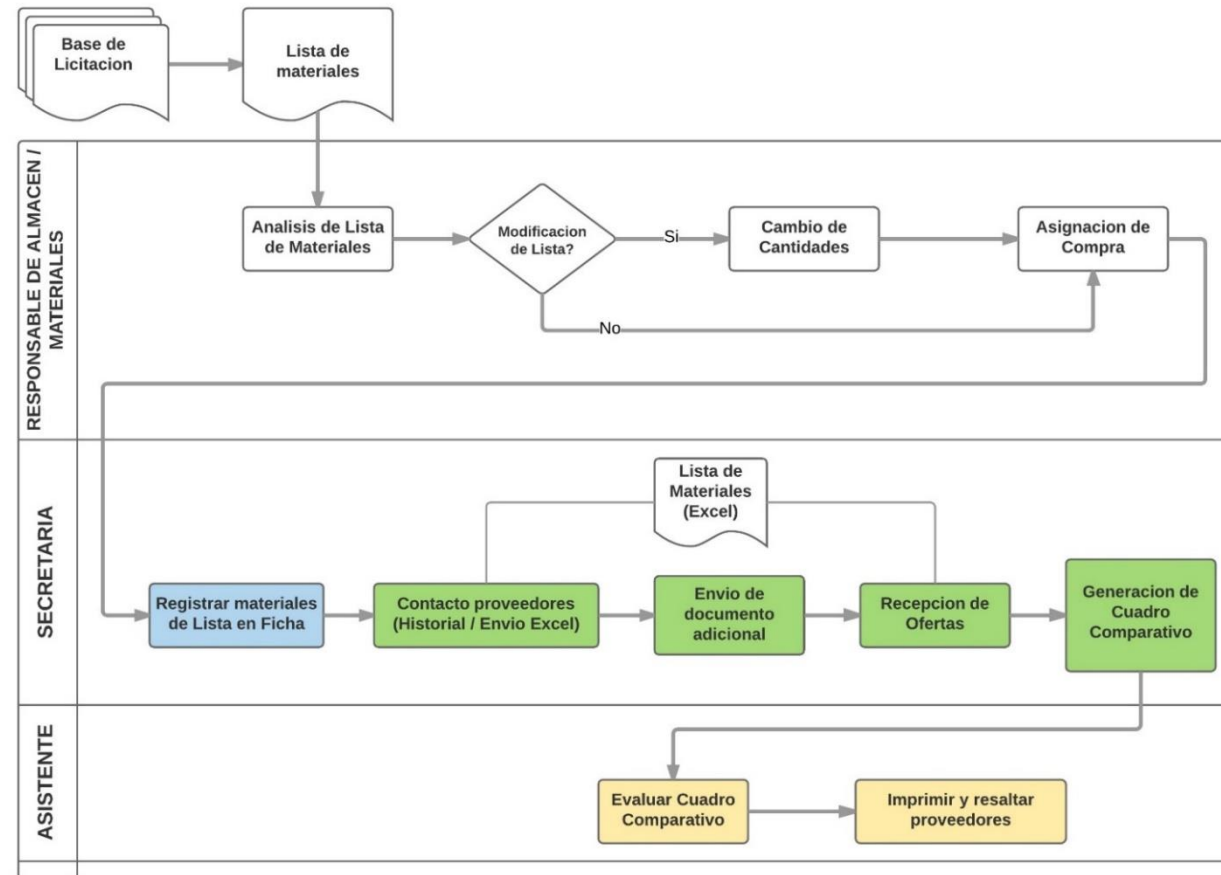 Base de
Licitacion
Lista de
materiales
RESPONSABLE DE ALMACEN /
MATERIALES
Analisis de Lista
de Materiales
Modificacion
de Lista?
Si
Cambio de
Cantidades
Asignacion de
Compra
No
SECRETARIA
Lista de
Materiales
(Excel)
Registrar materiales
de Lista en Ficha
Contacto proveedores
(Historial / Envio Excel)
Envio de
documento
adicional
Recepcion de
Ofertas
Generacion de
Cuadro
Comparativo
ASISTENTE
Evaluar Cuadro
Comparativo
Imprimir y resaltar
proveedores